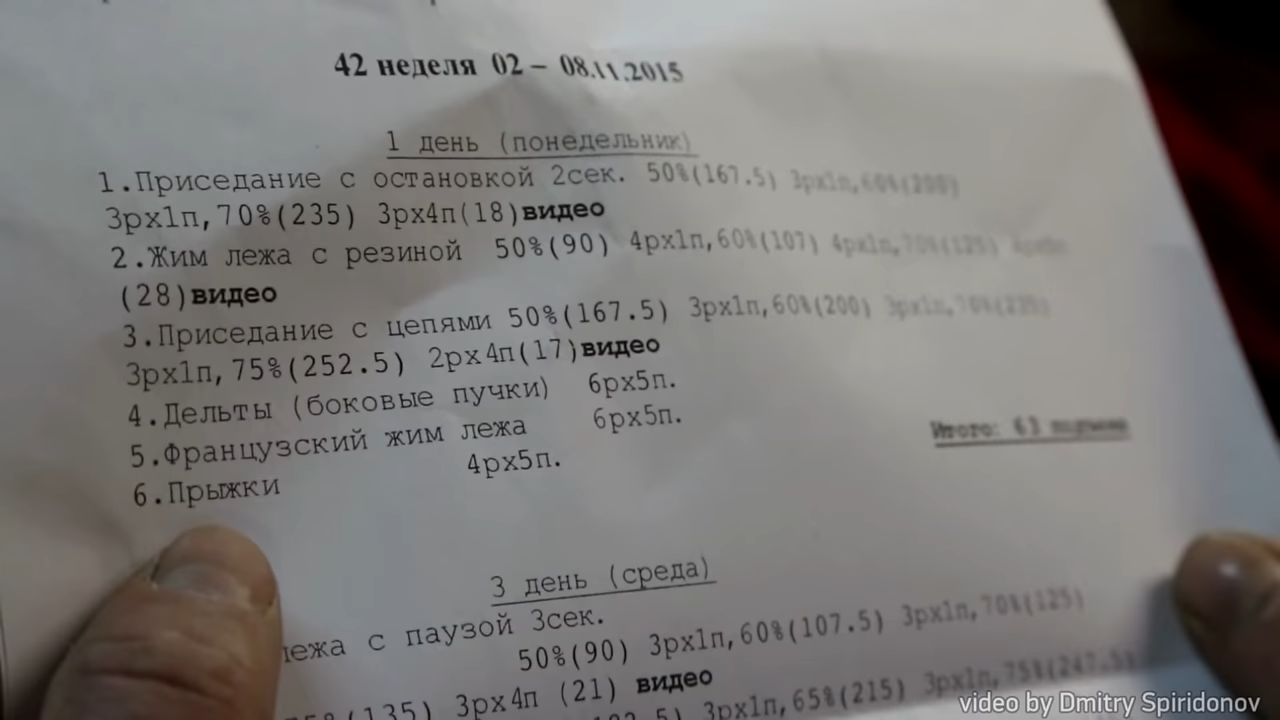 42 неделя 02 – 08.11.2015
1 день (понедельник)
1.Приседание с остановкой 2сек. 50%(167.5) 3рх1п,60%(200)
3рх1п,70%(235) 3рх4п(18)видео
2.Жим лежа с резиной 50%(90) 4рх1п,60%(107) 4рх1п,70%(125)
(28)видео
3.Приседание с цепями 50%(167.5) 3рх1п,60%(200) 3рх1п,70%(235)
3рх1п,75%(252.5) 2рх4п(17)видео
4.Дельты (боковые пучки) 6рх5п.
5.Французский жим лежа 6рх5п.
6.Прыжки 4рх5п.
Итого: 63 подъема
3 день (среда)
лежа с паузой 3сек.
50%(90) 3рх1п,60%(107.5) 3рх1п,70%(125)
(135) 3рх4п (21) видео
3рх1п,65%(215) 3рх1п,75%(247.5)
video by Dmitry Spiridonov